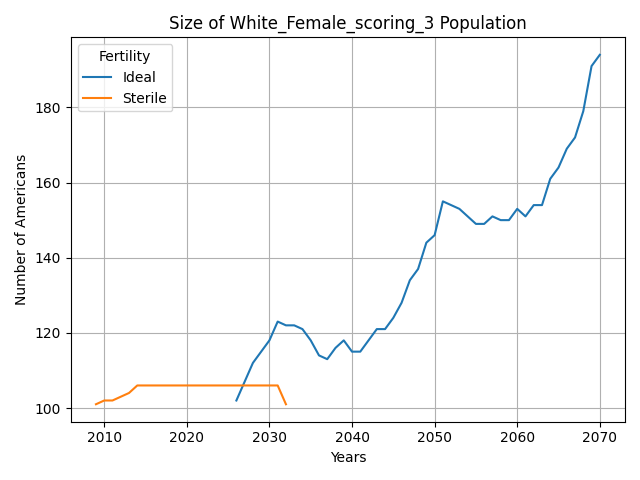 Size of White_Female_scoring_3 Population
Fertility
Ideal
Sterile
Number of Americans
180
160
140
120
100
2010 2020 2030 2040 2050 2060 2070
Years